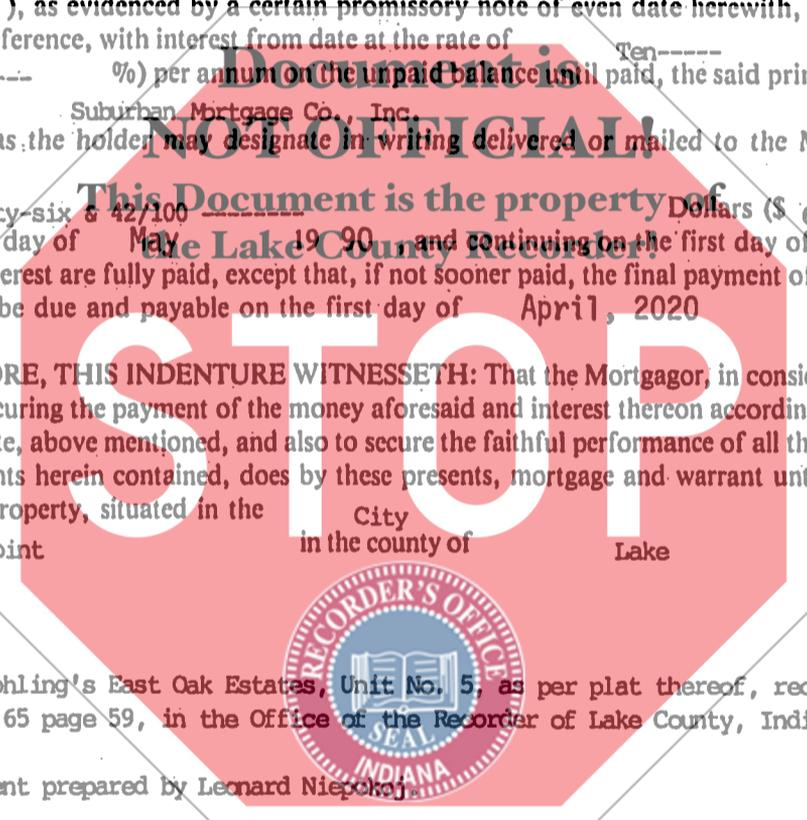 ), as evidenced by a certain promissory note of even date herewith,
ference, with interest from date at the rate of Ten-----
--- %) per annum on the unpaid balance until paid, the said prin
Document is
Suburban Mortgage Co., Inc.
as the holder may designate in writing delivered or mailed to the M
NOT OFFICIAL!
This Document is the property of
ty-six & 42/100 -------- Dollars ($
day of May 19 90 , and continuing on the first day of
the Lake County Recorder!
erest are fully paid, except that, if not sooner paid, the final payment of
be due and payable on the first day of April, 2020
STOP
ORE, THIS INDENTURE WITNESSETH: That the Mortgagor, in consid
curing the payment of the money aforesaid and interest thereon accordin
te, above mentioned, and also to secure the faithful performance of all th
nts herein contained, does by these presents, mortgage and warrant unt
roperty, situated in the City
oint in the county of Lake
RECORDER'S OFFICE
SEAL
INDIANA
ohling's East Oak Estates, Unit No. 5, as per plat thereof, rec
65 page 59, in the Office of the Recorder of Lake County, Indi
nt prepared by Leonard Niepokoj.